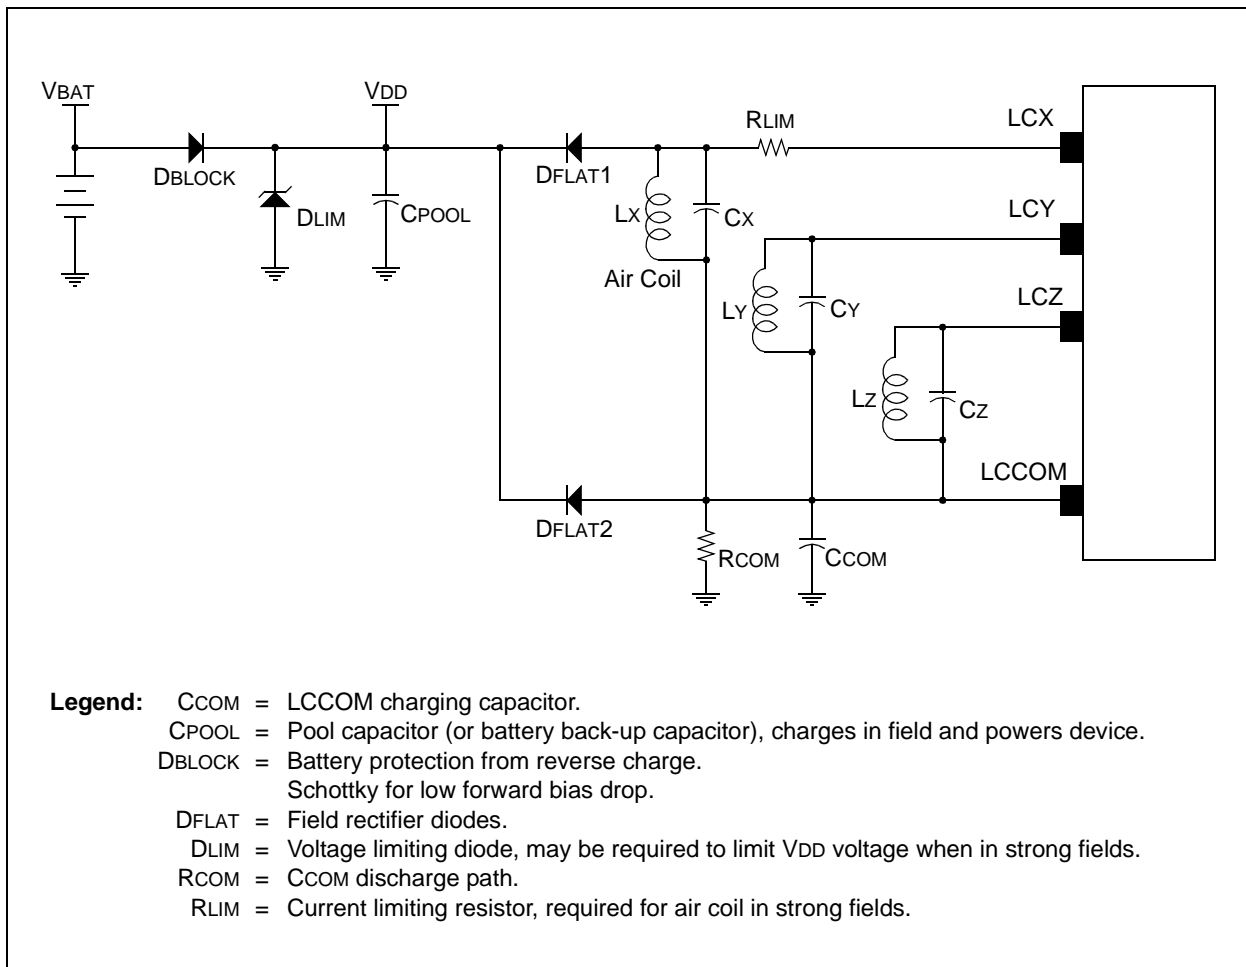 VBAT
VDD
RLIM
LCX
DBLOCK
DLIM
CPOOL
DFLAT1
LX
CX
Air Coil
LCY
LY
CY
LCZ
LZ
CZ
LCCOM
DFLAT2
RCOM
CCOM
Legend: CCOM = LCCOM charging capacitor.
CPOOL = Pool capacitor (or battery back-up capacitor), charges in field and powers device.
DBLOCK = Battery protection from reverse charge.
Schottky for low forward bias drop.
DFLAT = Field rectifier diodes.
DLIM = Voltage limiting diode, may be required to limit VDD voltage when in strong fields.
RCOM = CCOM discharge path.
RLIM = Current limiting resistor, required for air coil in strong fields.